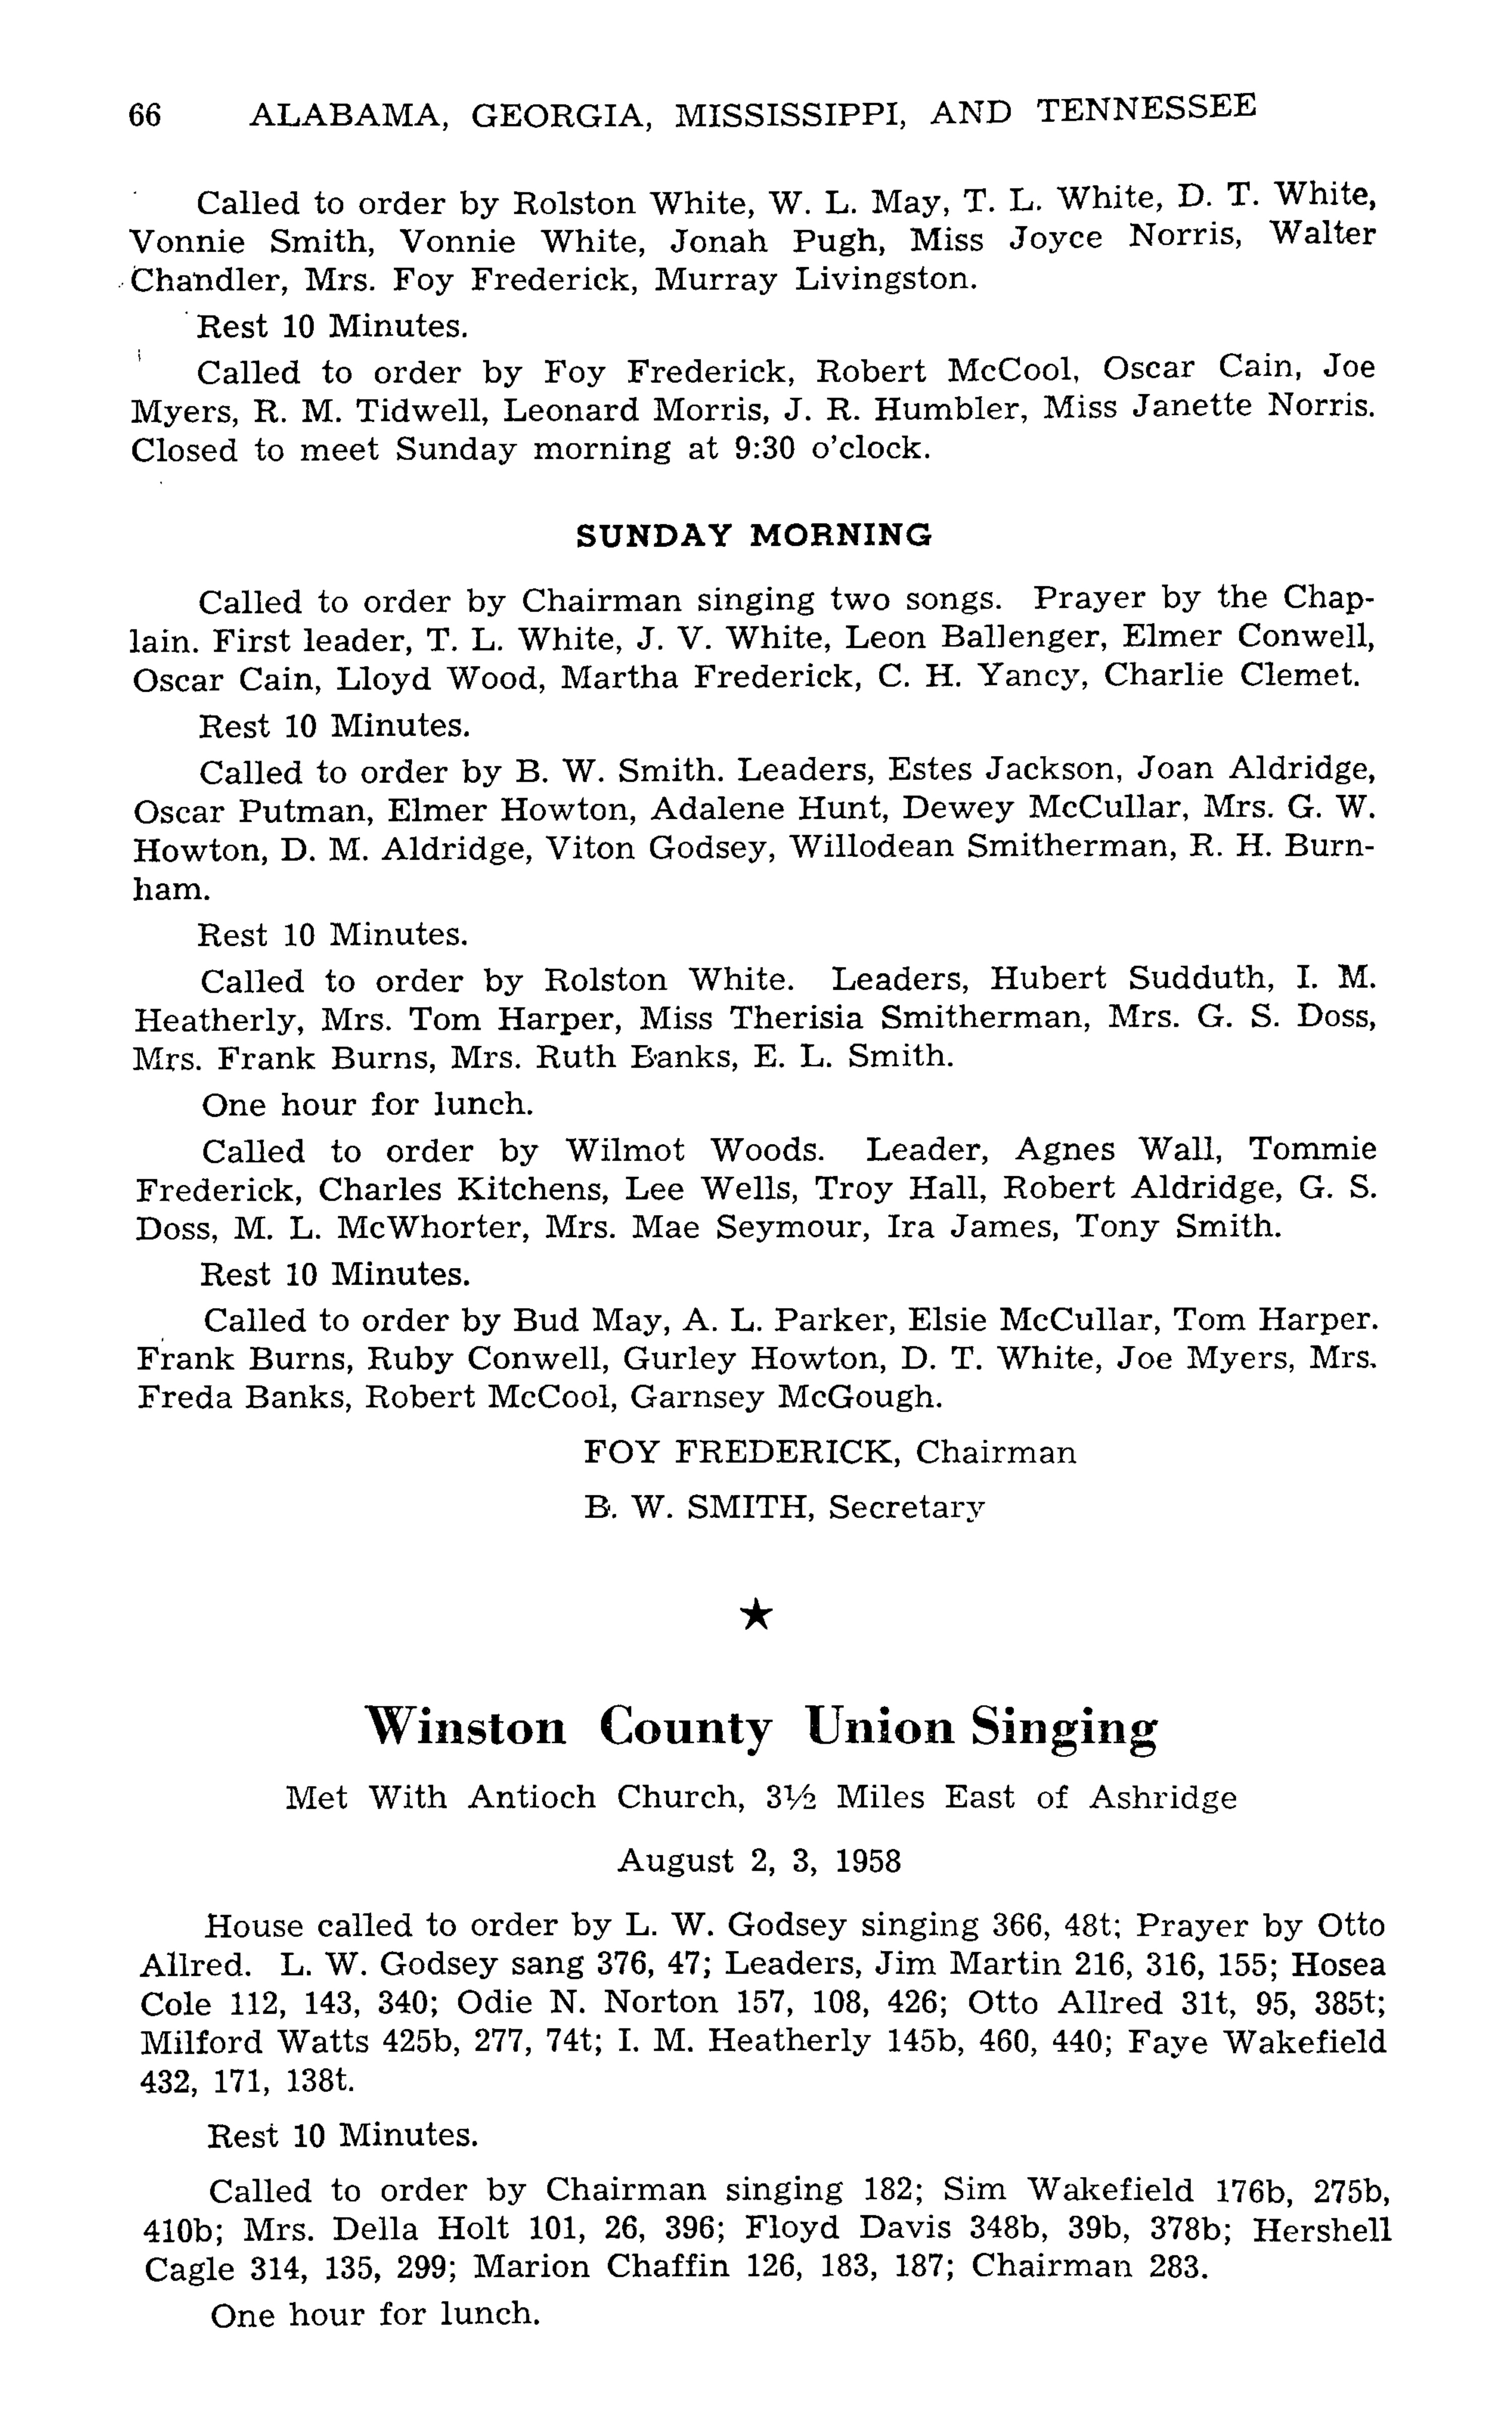 66 ALABAMA, GEORGIA, MISSISSIPPI, AND TENNESSEE
Called to order by Rolston White, W. L. May, T. L. White, D. T. White,
Vonnie Smith, Vonnie White, Jonah Pugh, Miss Joyce Norris, Walter
Chandler, Mrs. Foy Frederick, Murray Livingston.
Rest 10 Minutes.
Called to order by Foy Frederick, Robert McCool, Oscar Cain, Joe
Myers, R. M. Tidwell, Leonard Morris, J. R. Humbler, Miss Janette Norris.
Closed to meet Sunday morning at 9:30 o'clock.
SUNDAY MORNING
Called to order by Chairman singing two songs. Prayer by the Chap-
lain. First leader, T. L. White, J. V. White, Leon Ballenger, Elmer Conwell,
Oscar Cain, Lloyd Wood, Martha Frederick, C. H. Yancy, Charlie Clemet.
Rest 10 Minutes.
Called to order by B. W. Smith. Leaders, Estes Jackson, Joan Aldridge,
Oscar Putman, Elmer Howton, Adalene Hunt, Dewey McCullar, Mrs. G. W.
Howton, D. M. Aldridge, Viton Godsey, Willodean Smitherman, R. H. Burn-
ham.
Rest 10 Minutes.
Called to order by Rolston White. Leaders, Hubert Sudduth, I. M.
Heatherly, Mrs. Tom Harper, Miss Therisia Smitherman, Mrs. G. S. Doss,
Mrs. Frank Burns, Mrs. Ruth Banks, E. L. Smith.
One hour for lunch.
Called to order by Wilmot Woods. Leader, Agnes Wall, Tommie
Frederick, Charles Kitchens, Lee Wells, Troy Hall, Robert Aldridge, G. S.
Doss, M. L. McWhorter, Mrs. Mae Seymour, Ira James, Tony Smith.
Rest 10 Minutes.
Called to order by Bud May, A. L. Parker, Elsie McCullar, Tom Harper.
Frank Burns, Ruby Conwell, Gurley Howton, D. T. White, Joe Myers, Mrs.
Freda Banks, Robert McCool, Garnsey McGough.
FOY FREDERICK, Chairman
B. W. SMITH, Secretary
★
Winston County Union Singing
Met With Antioch Church, 3½ Miles East of Ashridge
August 2, 3, 1958
House called to order by L. W. Godsey singing 366, 48t; Prayer by Otto
Allred. L. W. Godsey sang 376, 47; Leaders, Jim Martin 216, 316, 155; Hosea
Cole 112, 143, 340; Odie N. Norton 157, 108, 426; Otto Allred 31t, 95, 385t;
Milford Watts 425b, 277, 74t; I. M. Heatherly 145b, 460, 440; Faye Wakefield
432, 171, 138t.
Rest 10 Minutes.
Called to order by Chairman singing 182; Sim Wakefield 176b, 275b,
410b; Mrs. Della Holt 101, 26, 396; Floyd Davis 348b, 39b, 378b; Hershell
Cagle 314, 135, 299; Marion Chaffin 126, 183, 187; Chairman 283.
One hour for lunch.